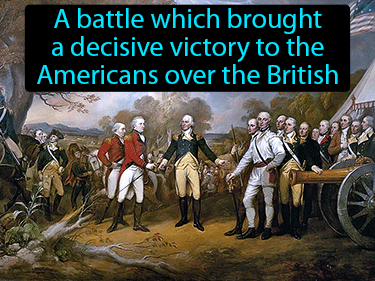 A battle which brought
a decisive victory to the
Americans over the British